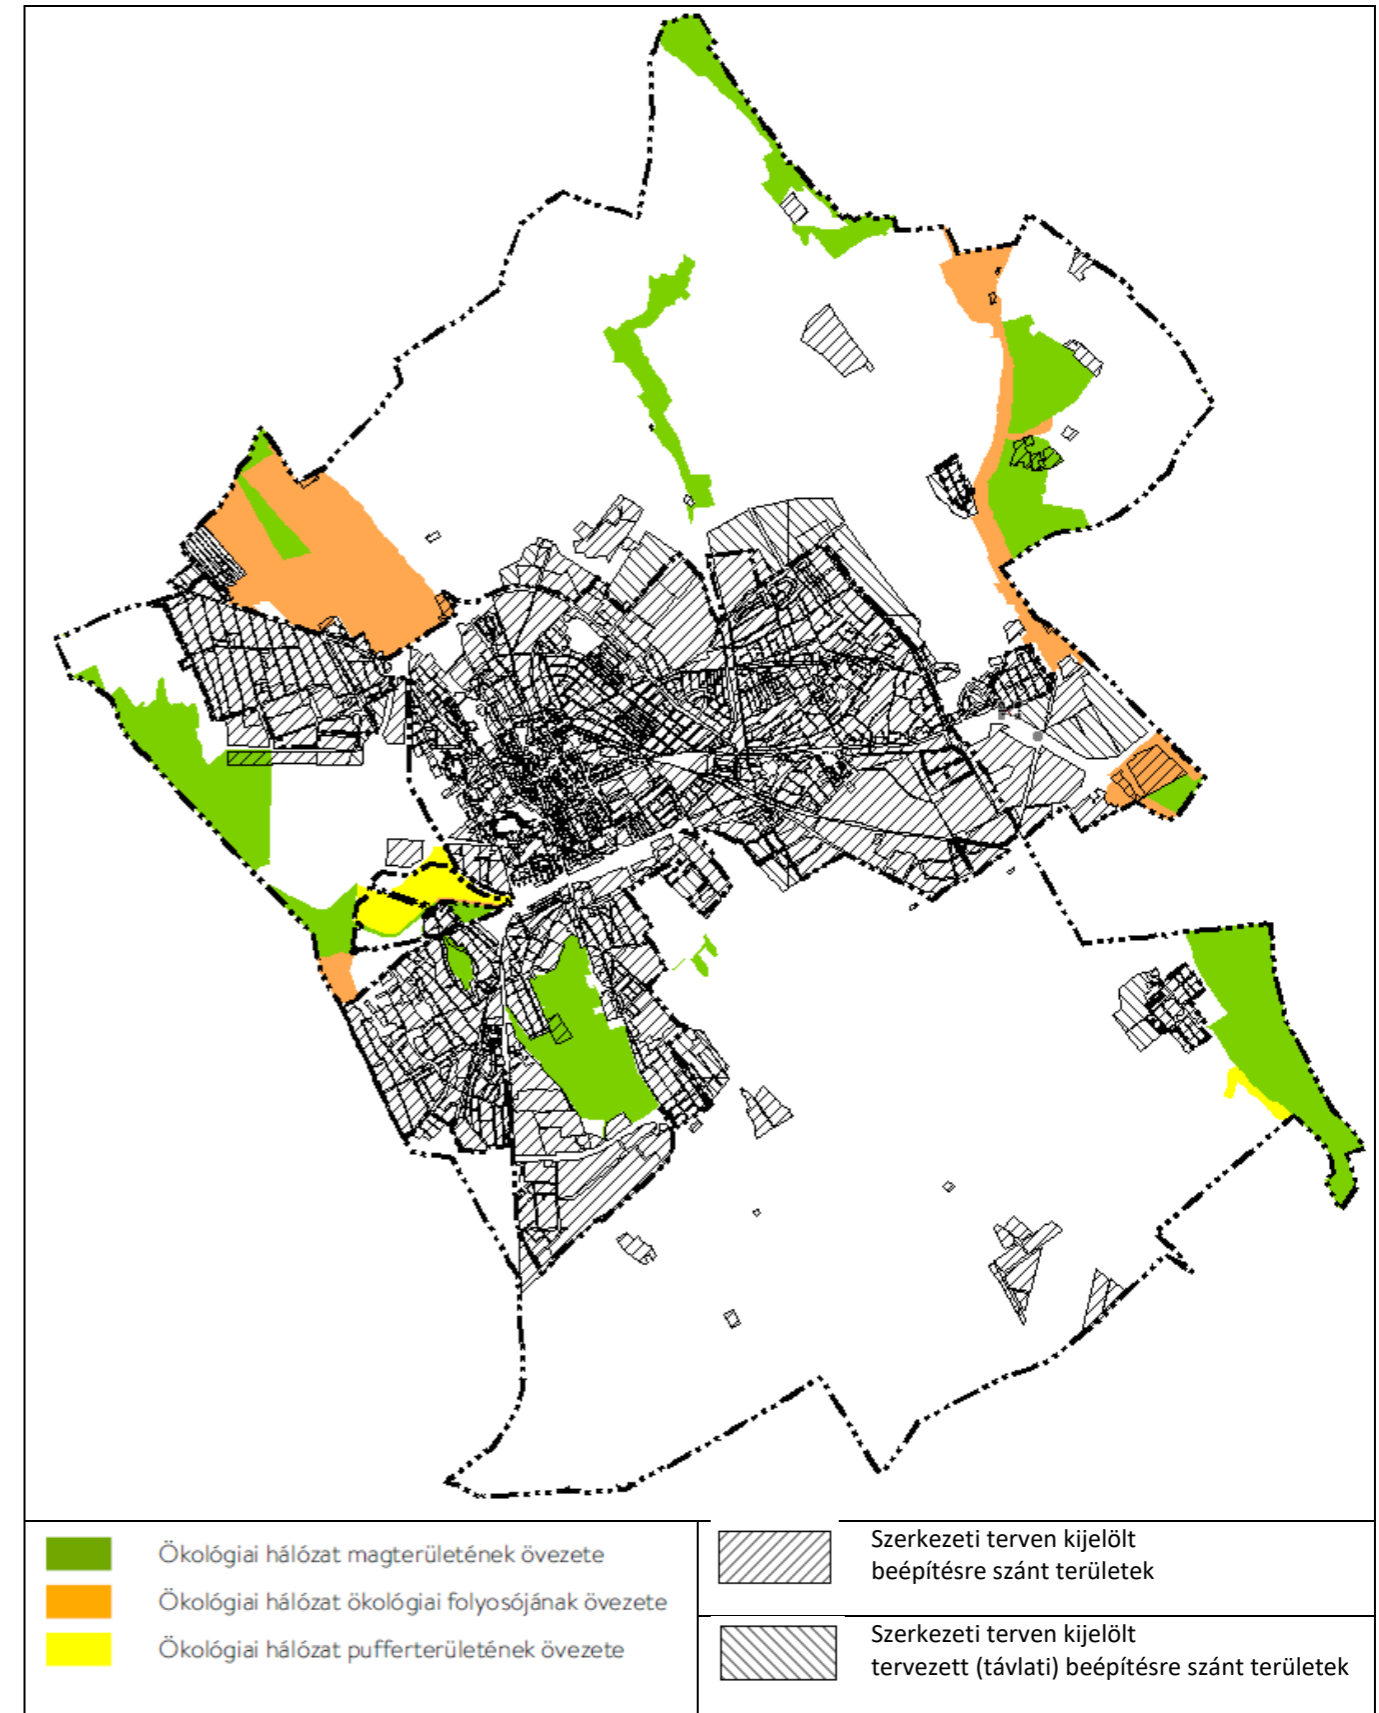 Ökológiai hálózat magterületének övezete
Ökológiai hálózat ökológiai folyosójának övezete
Ökológiai hálózat pufferterületének övezete
Szerkezeti terven kijelölt
beépítésre szánt területek
Szerkezeti terven kijelölt
tervezett (távlati) beépítésre szánt területek